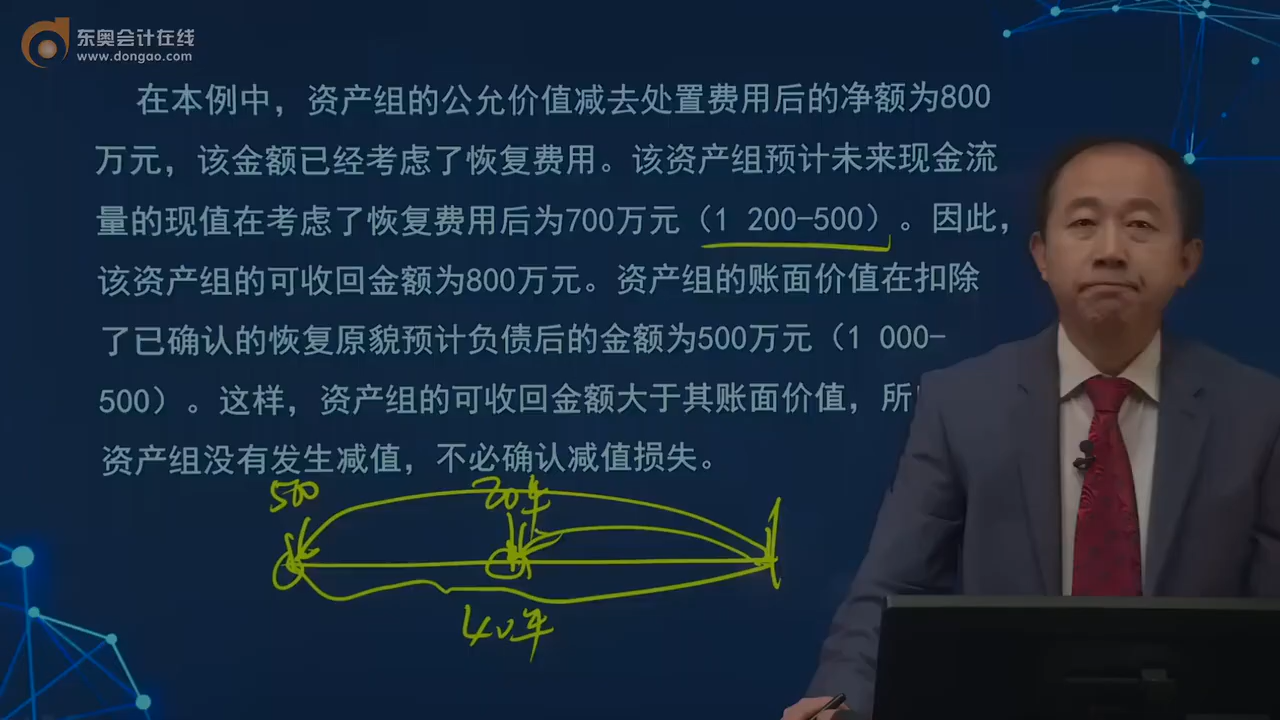 东奥会计在线
www.dongao.com
在本例中，资产组的公允价值减去处置费用后的净额为800
万元，该金额已经考虑了恢复费用。该资产组预计未来现金流
量的现值在考虑了恢复费用后为700万元（1 200-500）。因此，
该资产组的可收回金额为800万元。资产组的账面价值在扣除
了已确认的恢复原貌预计负债后的金额为500万元（1 000-
500）。这样，资产组的可收回金额大于其账面价值，所
资产组没有发生减值，不必确认减值损失。
500 20年
40年